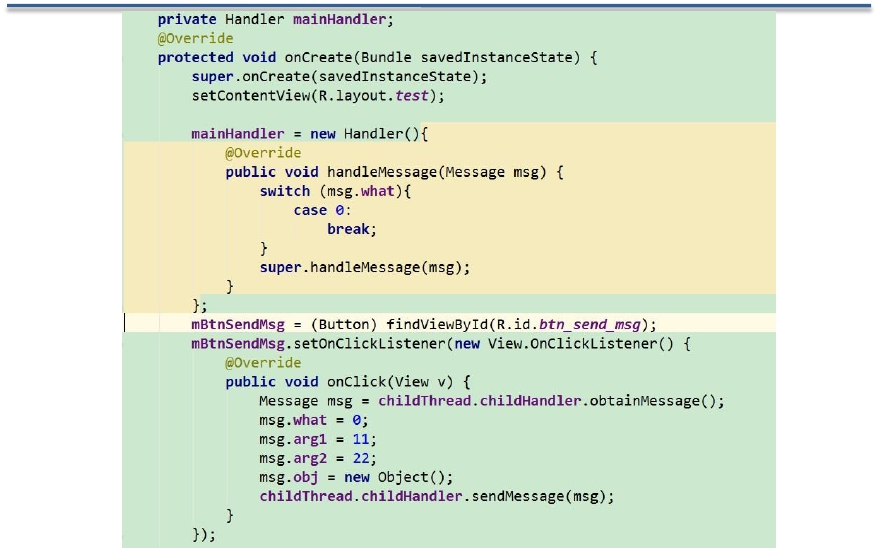 private Handler mainHandler;
@Override
protected void onCreate(Bundle savedInstanceState) {
super.onCreate(savedInstanceState);
setContentView(R.layout.test);
mainHandler = new Handler(){
@Override
public void handleMessage(Message msg) {
switch (msg.what){
case 0:
break;
}
super.handleMessage(msg);
}
};
mBtnSendMsg = (Button) findViewById(R.id.btn_send_msg);
mBtnSendMsg.setOnClickListener(new View.OnClickListener() {
@Override
public void onClick(View v) {
Message msg = childThread.childHandler.obtainMessage();
msg.what = 0;
msg.arg1 = 11;
msg.arg2 = 22;
msg.obj = new Object();
childThread.childHandler.sendMessage(msg);
}
});